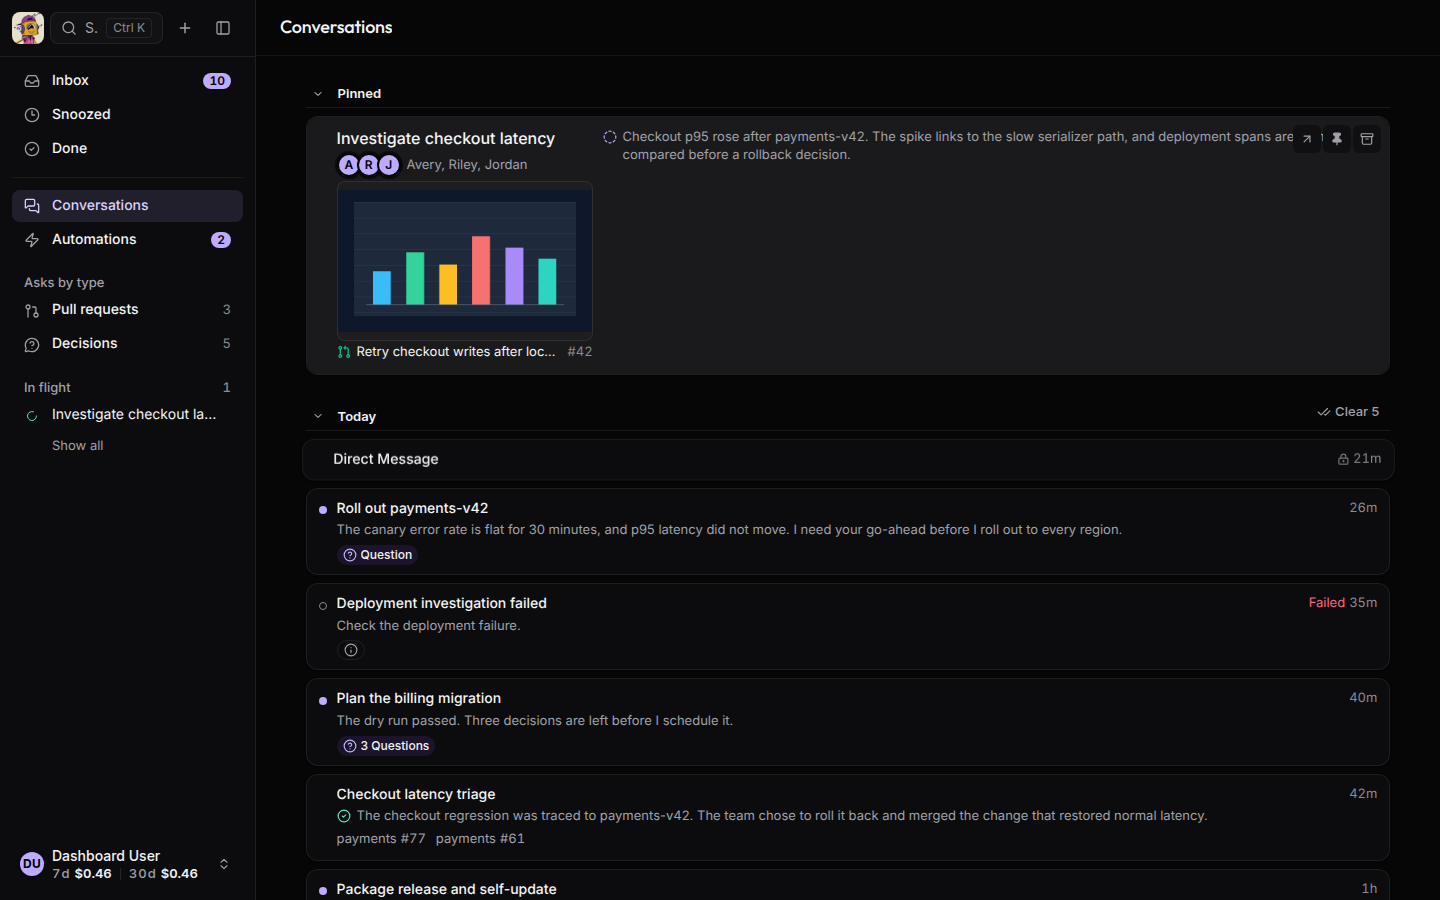 S.
Ctrl K
Conversations
Inbox
10
Snoozed
Done
Conversations
Automations
2
Asks by type
Pull requests
3
Decisions
5
In flight
1
Investigate checkout la...
Show all
DU
Dashboard User
7d $0.46 | 30d $0.46
Pinned
Investigate checkout latency
A R J Avery, Riley, Jordan
Checkout p95 rose after payments-v42. The spike links to the slow serializer path, and deployment spans are
compared before a rollback decision.
Retry checkout writes after loc...
#42
Today
Clear 5
Direct Message
21m
Roll out payments-v42
26m
The canary error rate is flat for 30 minutes, and p95 latency did not move. I need your go-ahead before I roll out to every region.
Question
Deployment investigation failed
Failed 35m
Check the deployment failure.
Plan the billing migration
40m
The dry run passed. Three decisions are left before I schedule it.
3 Questions
Checkout latency triage
42m
The checkout regression was traced to payments-v42. The team chose to roll it back and merged the change that restored normal latency.
payments #77 payments #61
Package release and self-update
1h